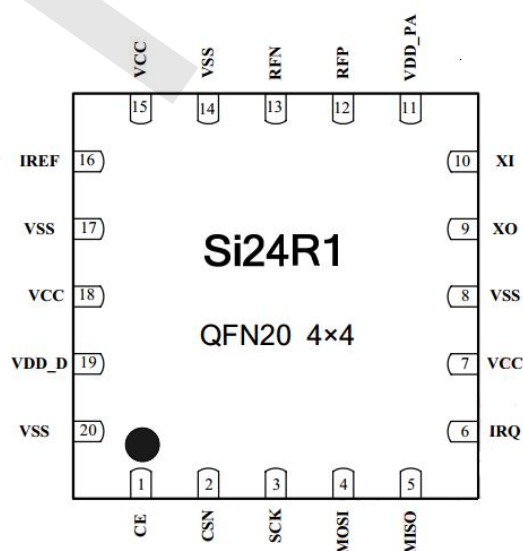 VCC
VSS
RFN
RFP
VDD_PA
15
14
13
12
11
IREF 16
10 XI
VSS 17
9 XO
Si24R1
VCC 18
8 VSS
QFN20 4×4
VDD_D 19
7 VCC
VSS 20
6 IRQ
1
2
3
4
5
CE
CSN
SCK
MOSI
MISO